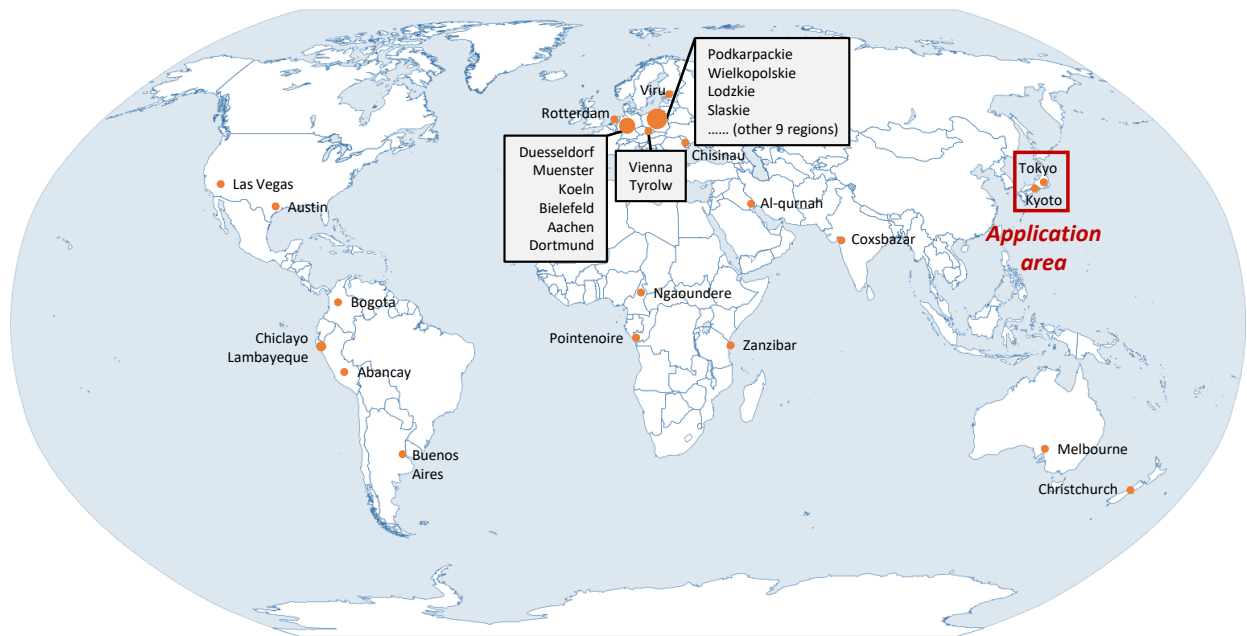 Podkarpackie
Wielkopolskie
Lodzkie
Slaskie
...... (other 9 regions)
Viru
Rotterdam
Duesseldorf
Muenster
Koeln
Bielefeld
Aachen
Dortmund
Vienna
Tyrolw
Chisinau
Tokyo
Kyoto
Application
area
Las Vegas
Austin
Al-qurnah
Coxsbazar
Bogota
Ngaoundere
Chiclayo
Lambayeque
Pointenoire
Zanzibar
Abancay
Buenos
Aires
Melbourne
Christchurch